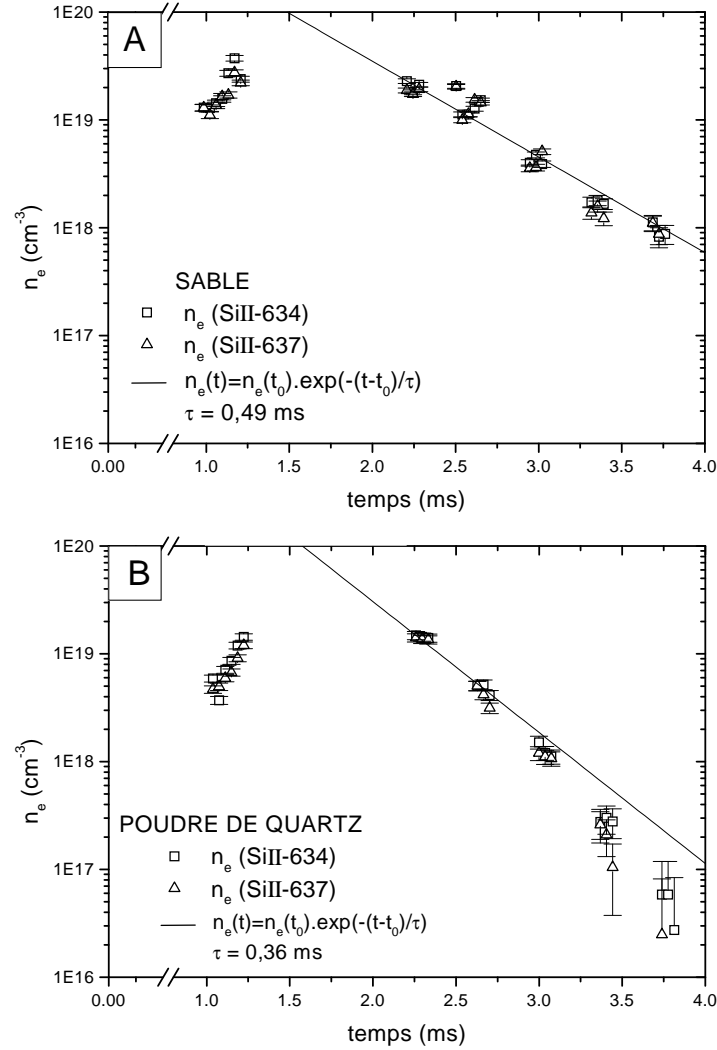 A
1E20
1E19
1E18
1E17
1E16
n_e (cm^-3)
SABLE
n_e (SiII-634)
n_e (SiII-637)
n_e(t)=n_e(t_0).exp(-(t-t_0)/τ)
τ = 0,49 ms
0.00 1.0 1.5 2.0 2.5 3.0 3.5 4.0
temps (ms)
B
1E20
1E19
1E18
1E17
1E16
n_e (cm^-3)
POUDRE DE QUARTZ
n_e (SiII-634)
n_e (SiII-637)
n_e(t)=n_e(t_0).exp(-(t-t_0)/τ)
τ = 0,36 ms
0.00 1.0 1.5 2.0 2.5 3.0 3.5 4.0
temps (ms)